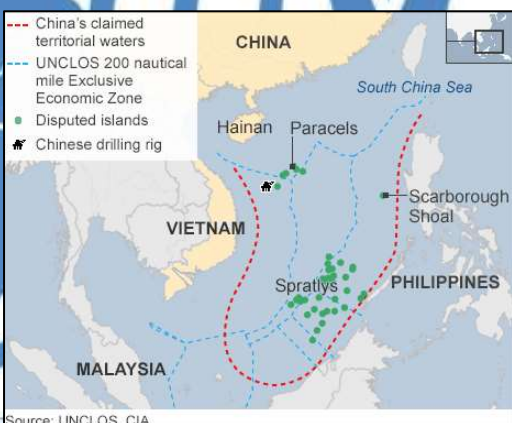 China's claimed
territorial waters
UNCLOS 200 nautical
mile Exclusive
Economic Zone
Disputed islands
Chinese drilling rig
CHINA
South China Sea
Hainan
Paracels
Scarborough
Shoal
VIETNAM
Spratlys
PHILIPPINES
MALAYSIA
Source: UNCLOS, CIA